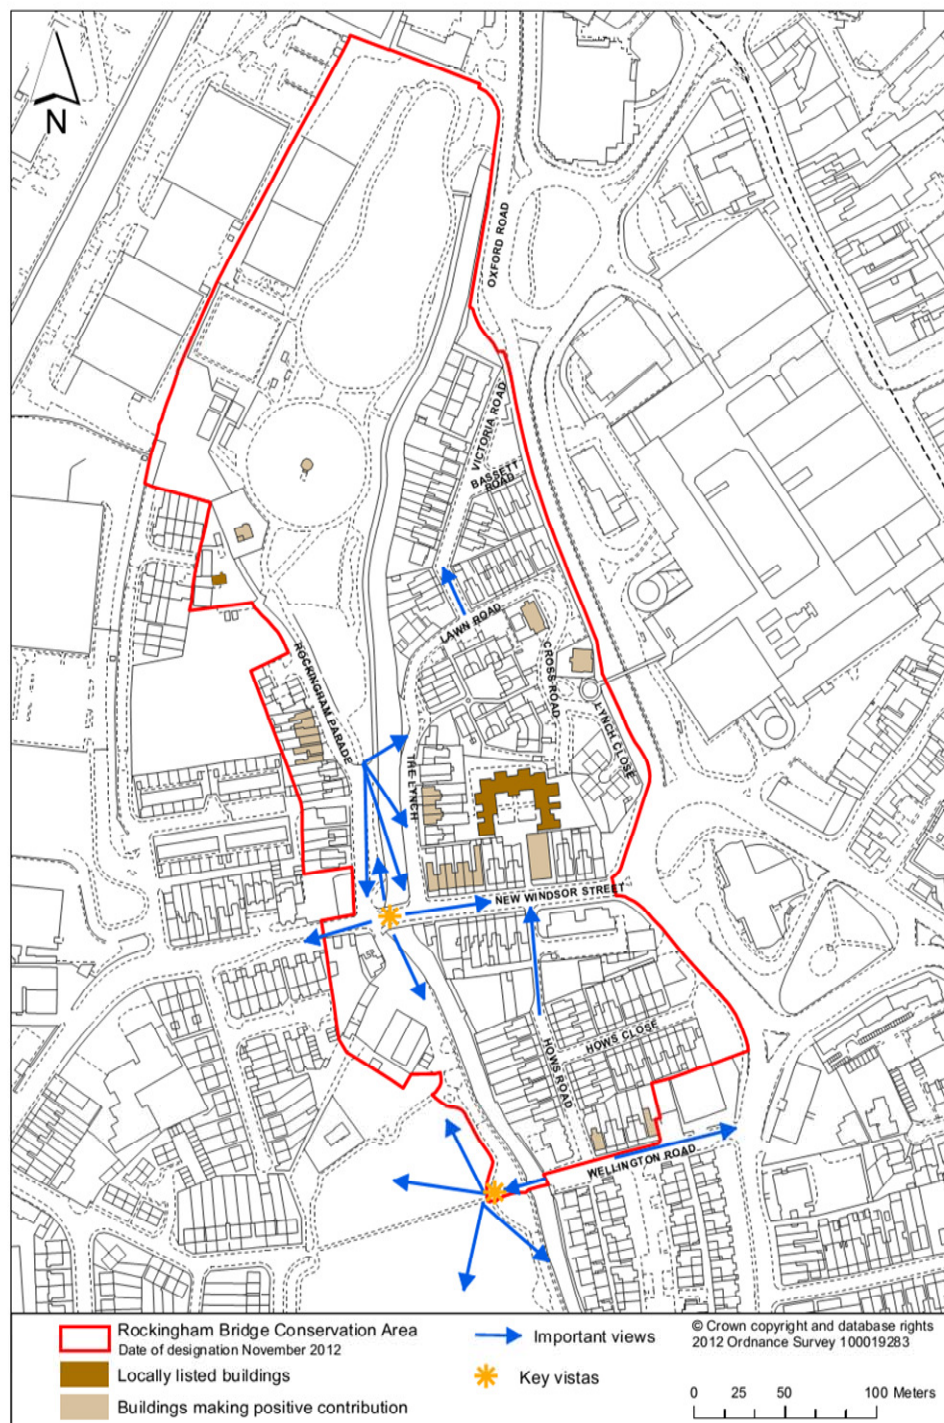 N
OXFORD ROAD
VICTORIA ROAD
BASSETT
ROAD
LAWN ROAD
CROSS ROAD
ROCKINGHAM PARADE
THE LYNCH
LYNCH CLOSE
NEW WINDSOR STREET
HOWS CLOSE
HOWS ROAD
WELLINGTON ROAD
Rockingham Bridge Conservation Area
Date of designation November 2012
Locally listed buildings
Buildings making positive contribution
Important views
Key vistas
© Crown copyright and database rights
2012 Ordnance Survey 100019283
0 25 50 100 Meters